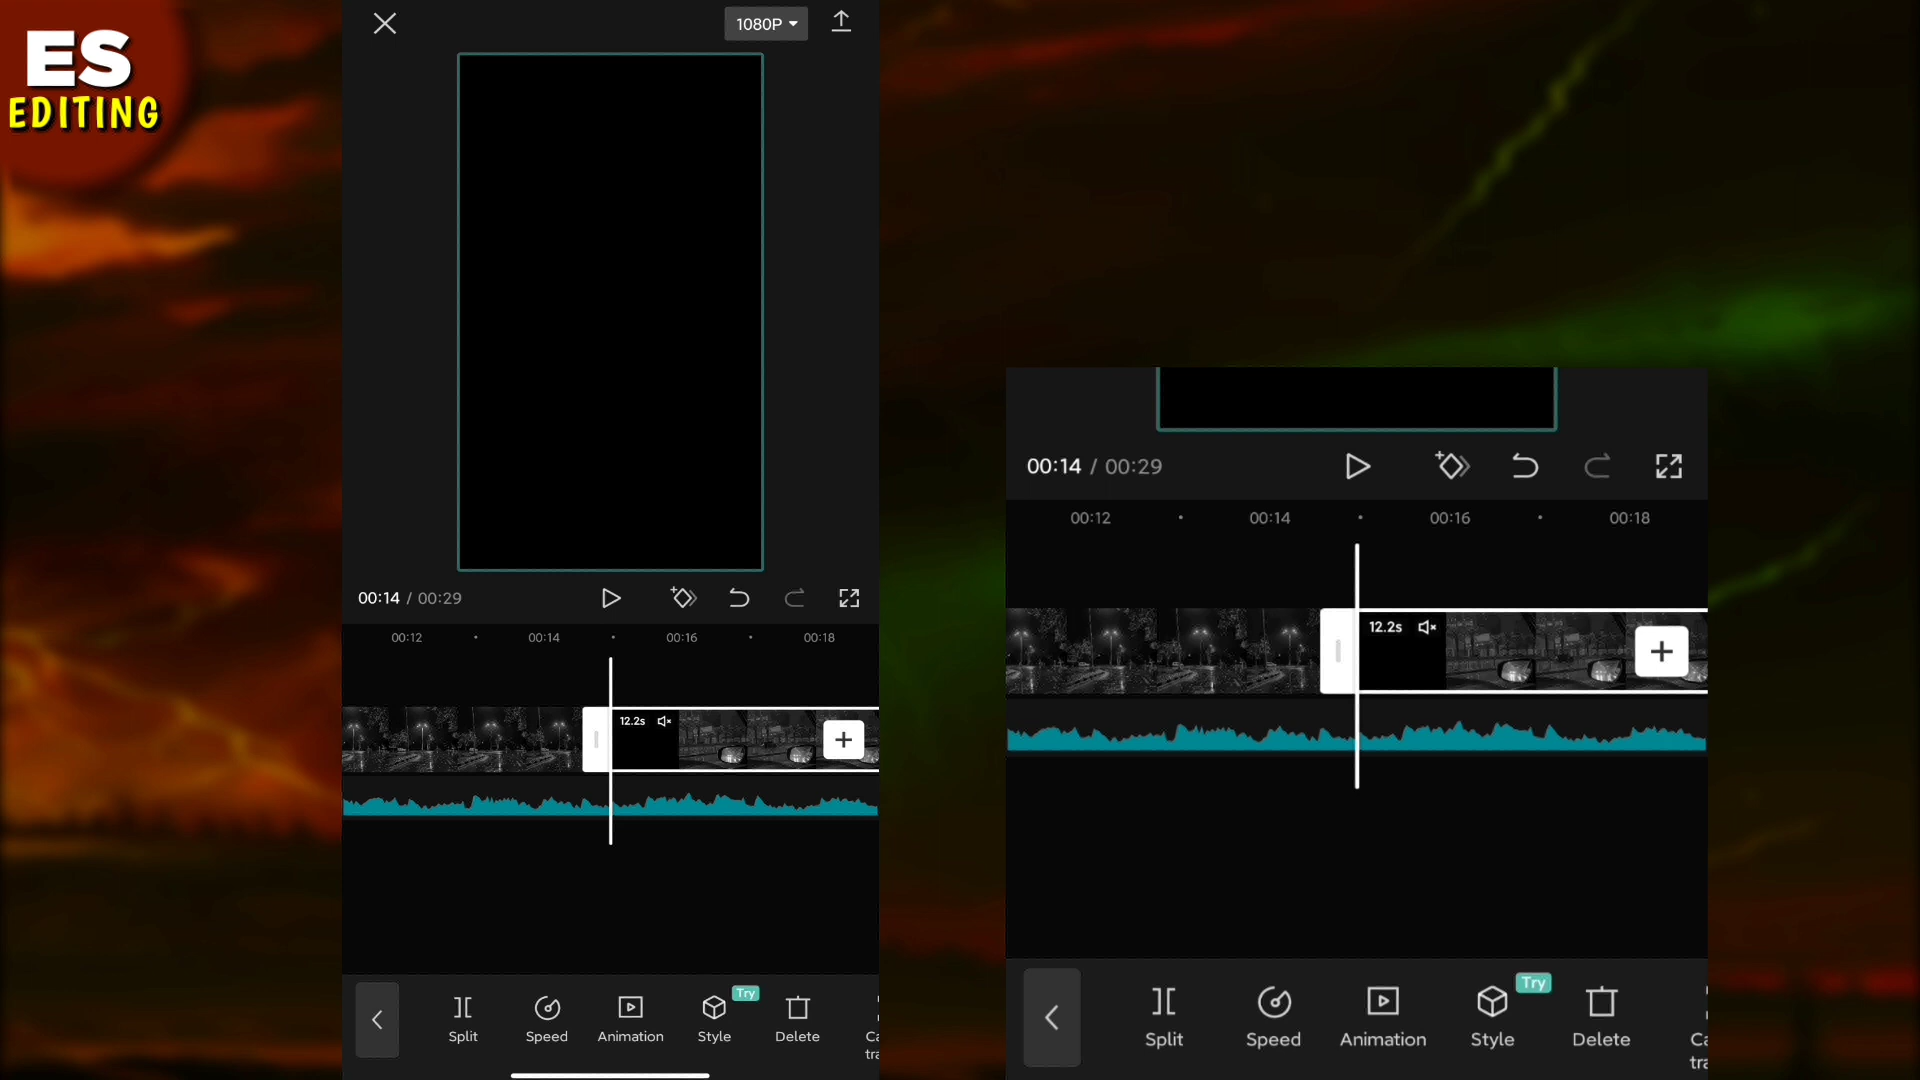 ES
EDITING
1080P
00:14 / 00:29
00:12
00:14
00:16
00:18
12.2s
Try
Split
Speed
Animation
Style
Delete
Ca
tra
00:14 / 00:29
00:12
00:14
00:16
00:18
12.2s
Try
Split
Speed
Animation
Style
Delete
Ca
tra